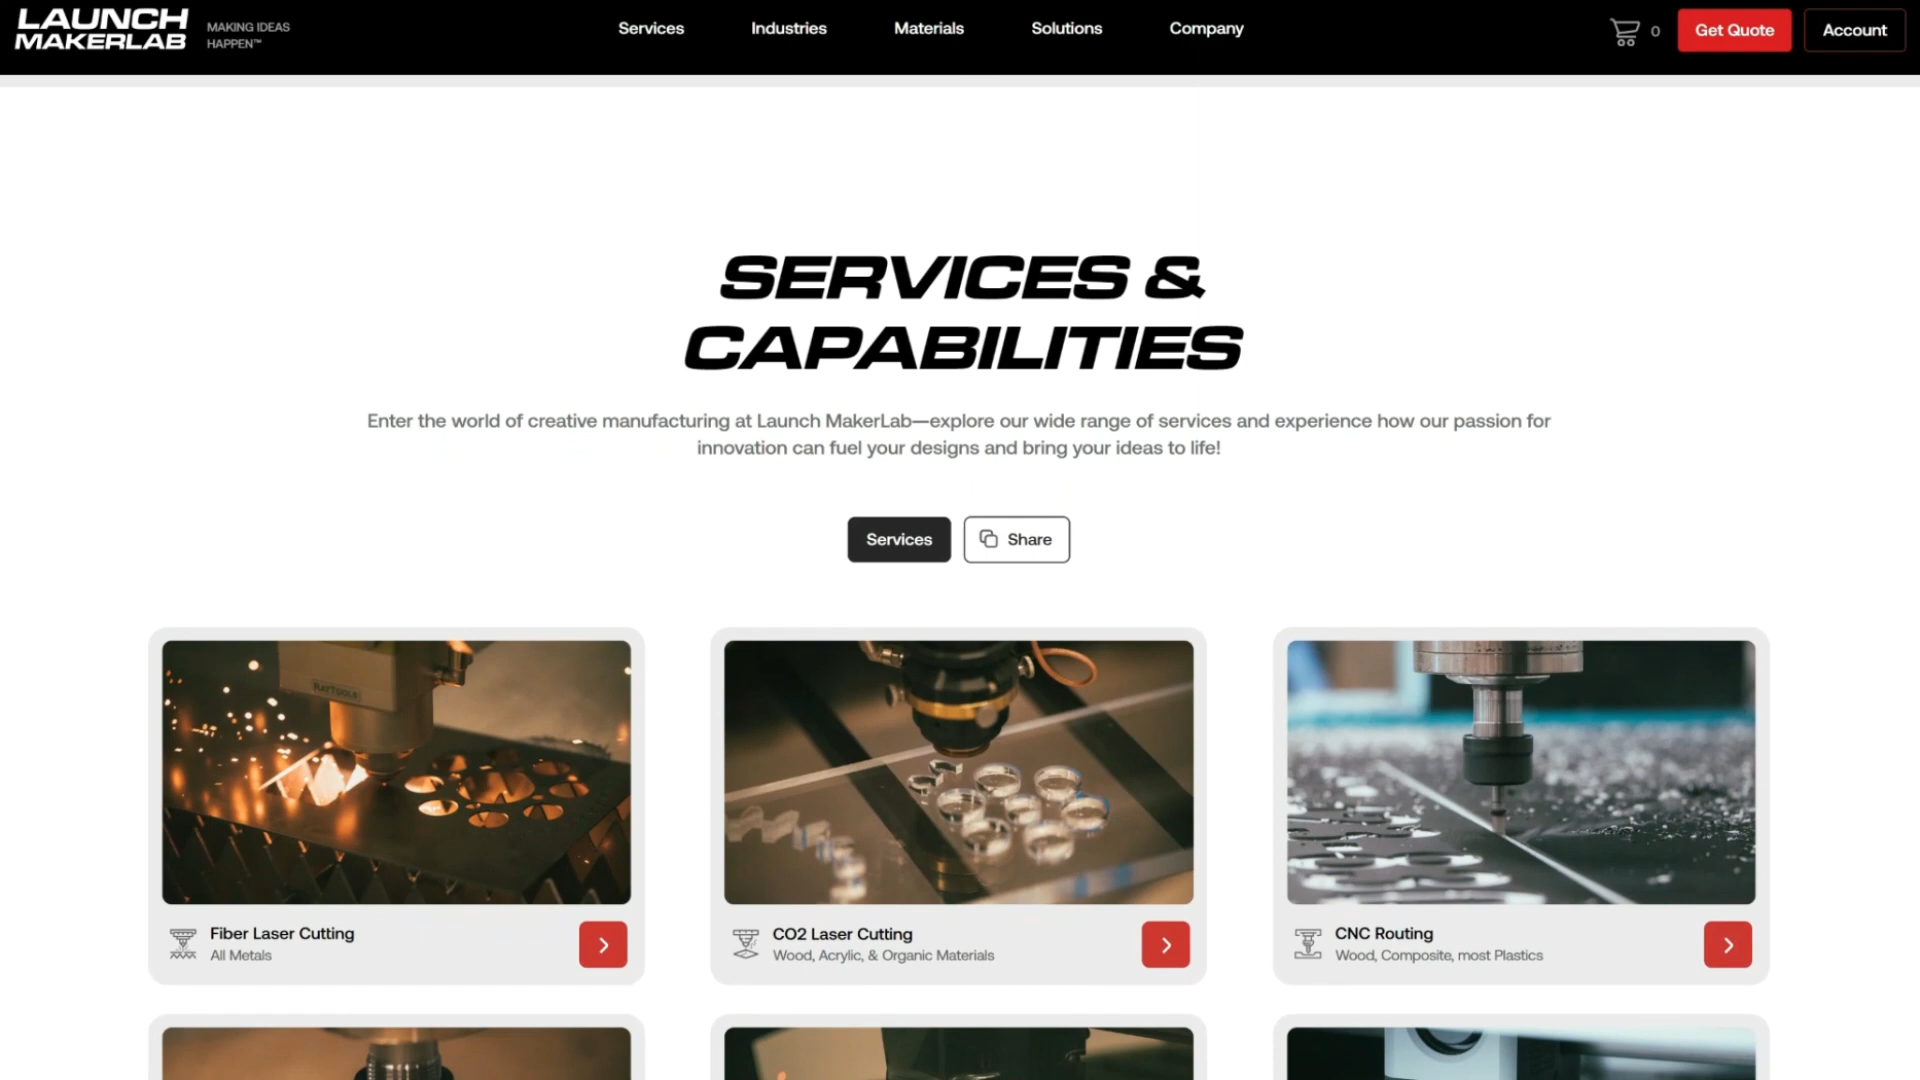 LAUNCH
MAKERLAB
MAKING IDEAS
HAPPEN™
Services
Industries
Materials
Solutions
Company
0
Get Quote
Account
SERVICES &
CAPABILITIES
Enter the world of creative manufacturing at Launch MakerLab—explore our wide range of services and experience how our passion for
innovation can fuel your designs and bring your ideas to life!
Services
Share
RAYTOOLS
Fiber Laser Cutting
All Metals
CO2 Laser Cutting
Wood, Acrylic, & Organic Materials
CNC Routing
Wood, Composite, most Plastics